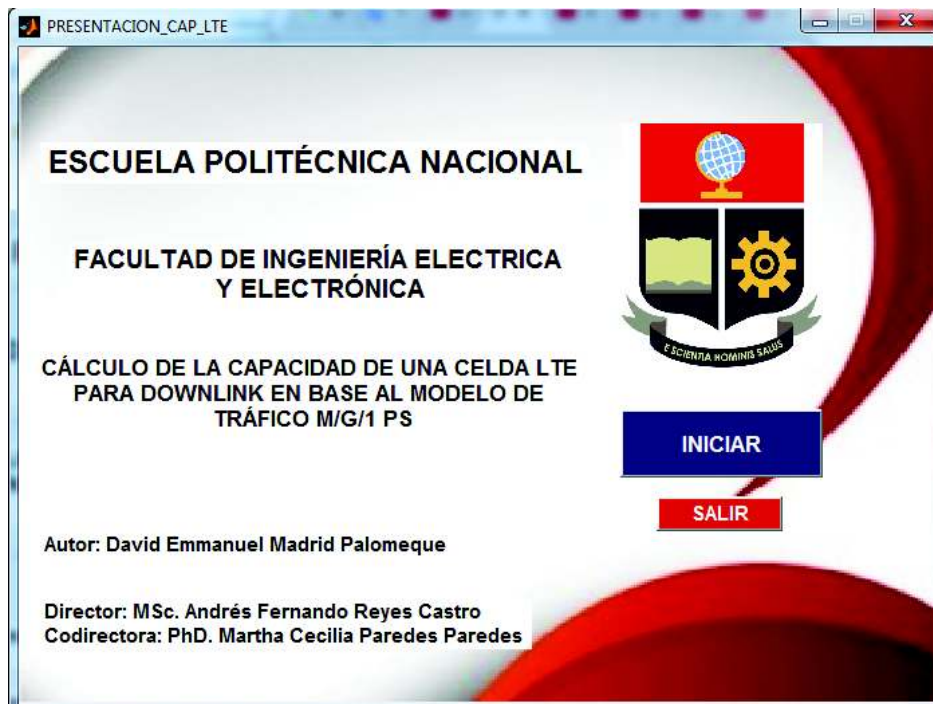 PRESENTACION_CAP_LTE
ESCUELA POLITÉCNICA NACIONAL
FACULTAD DE INGENIERÍA ELECTRICA
Y ELECTRÓNICA
CÁLCULO DE LA CAPACIDAD DE UNA CELDA LTE
PARA DOWNLINK EN BASE AL MODELO DE
TRÁFICO M/G/1 PS
E SCIENTIA HOMINIS SALUS
INICIAR
SALIR
Autor: David Emmanuel Madrid Palomeque
Director: MSc. Andrés Fernando Reyes Castro
Codirectora: PhD. Martha Cecilia Paredes Paredes